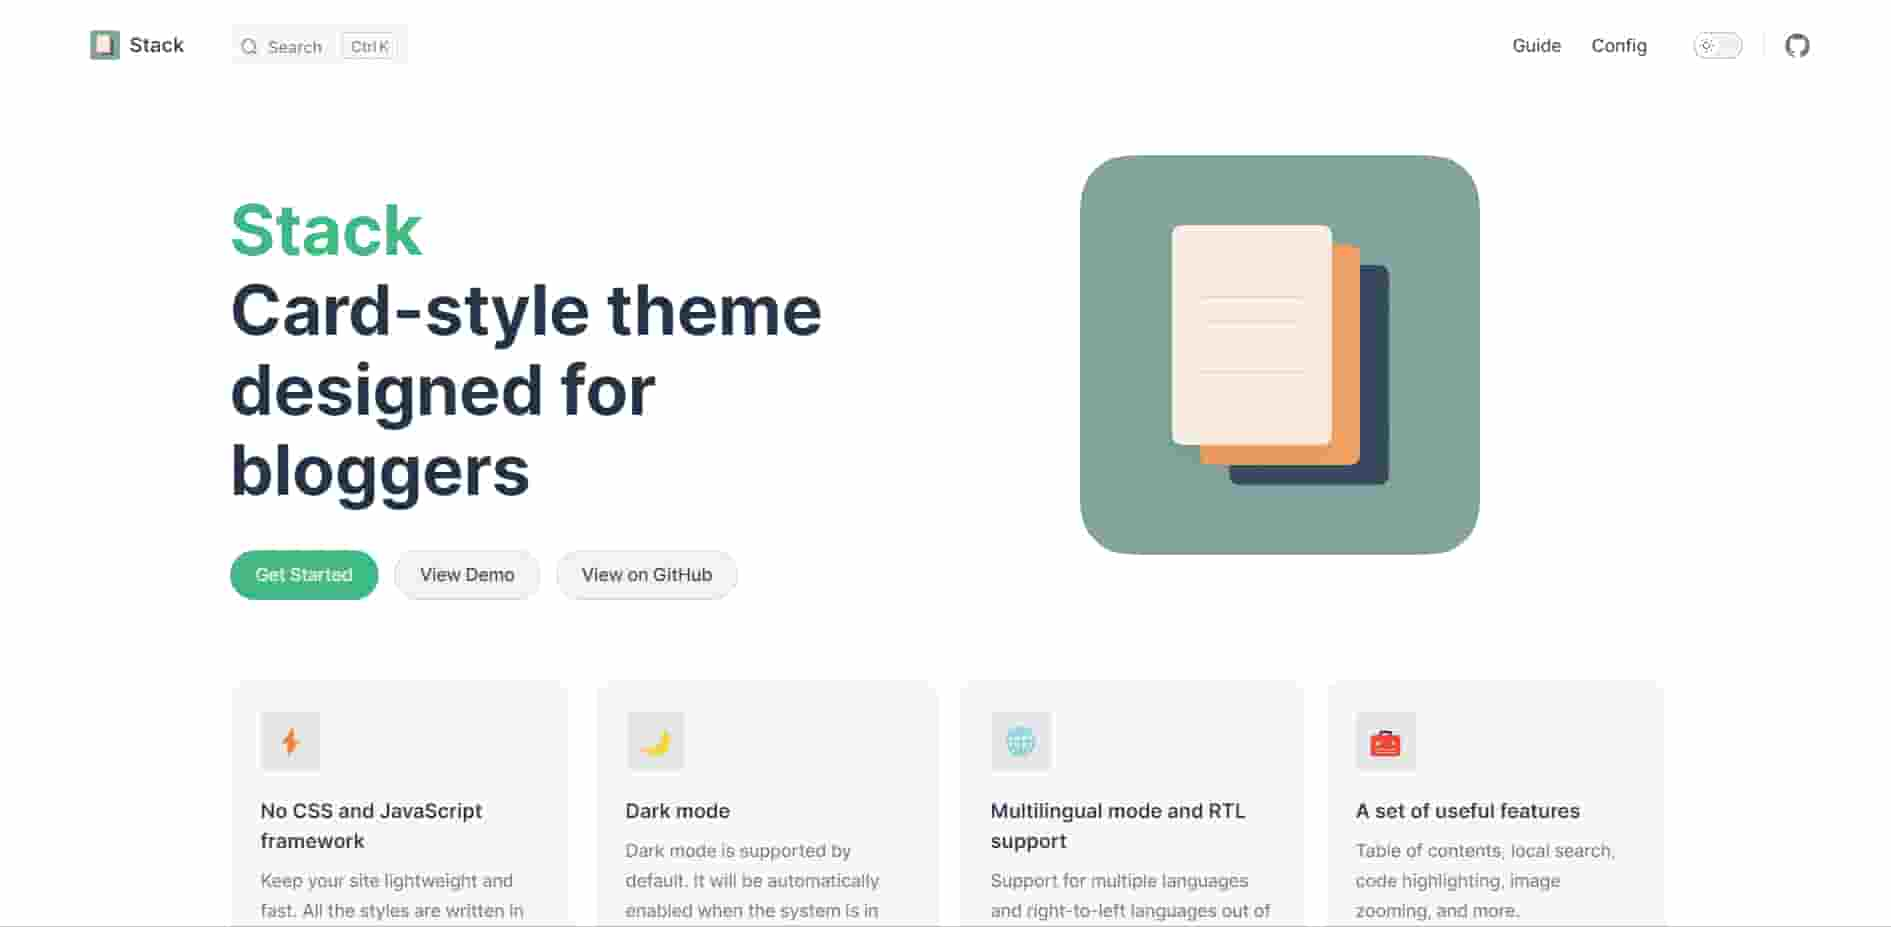 Stack
Search Ctrl K
Guide Config
Stack
Card-style theme
designed for
bloggers
Get Started View Demo View on GitHub
No CSS and JavaScript
framework
Keep your site lightweight and
fast. All the styles are written in
Dark mode
Dark mode is supported by
default. It will be automatically
enabled when the system is in
Multilingual mode and RTL
support
Support for multiple languages
and right-to-left languages out of
A set of useful features
Table of contents, local search,
code highlighting, image
zooming, and more.